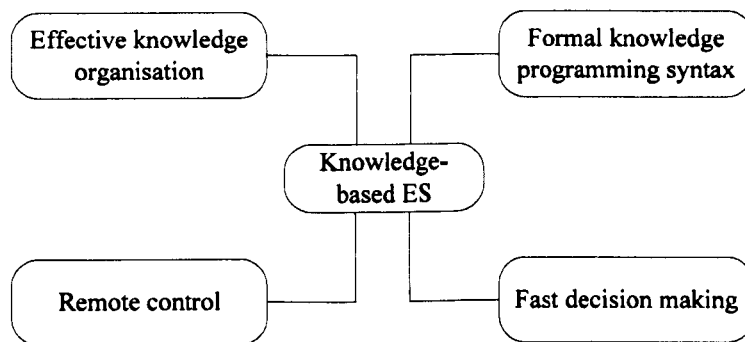 Effective knowledge
organisation
Formal knowledge
programming syntax
Knowledge-
based ES
Remote control
Fast decision making